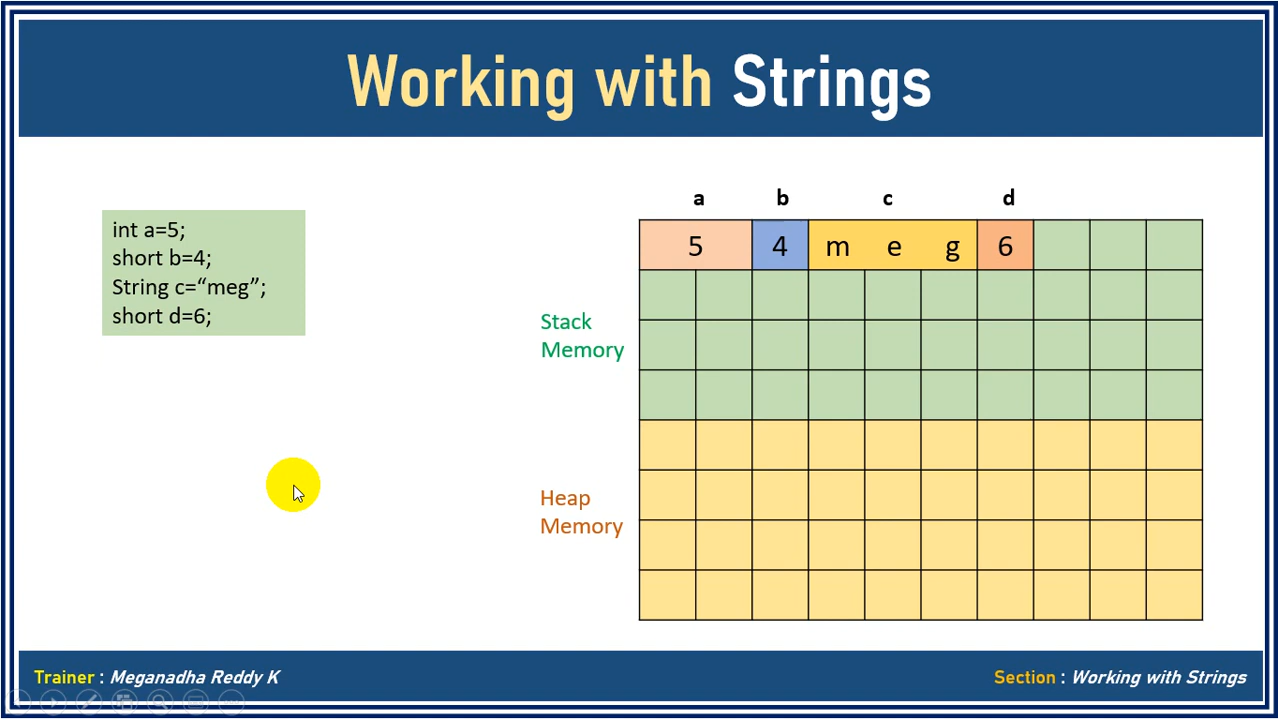 Working with Strings
int a=5;
short b=4;
String c=“meg”;
short d=6;
a b c d
5 4 m e g 6
Stack
Memory
Heap
Memory
Trainer : Meganadha Reddy K
Section : Working with Strings